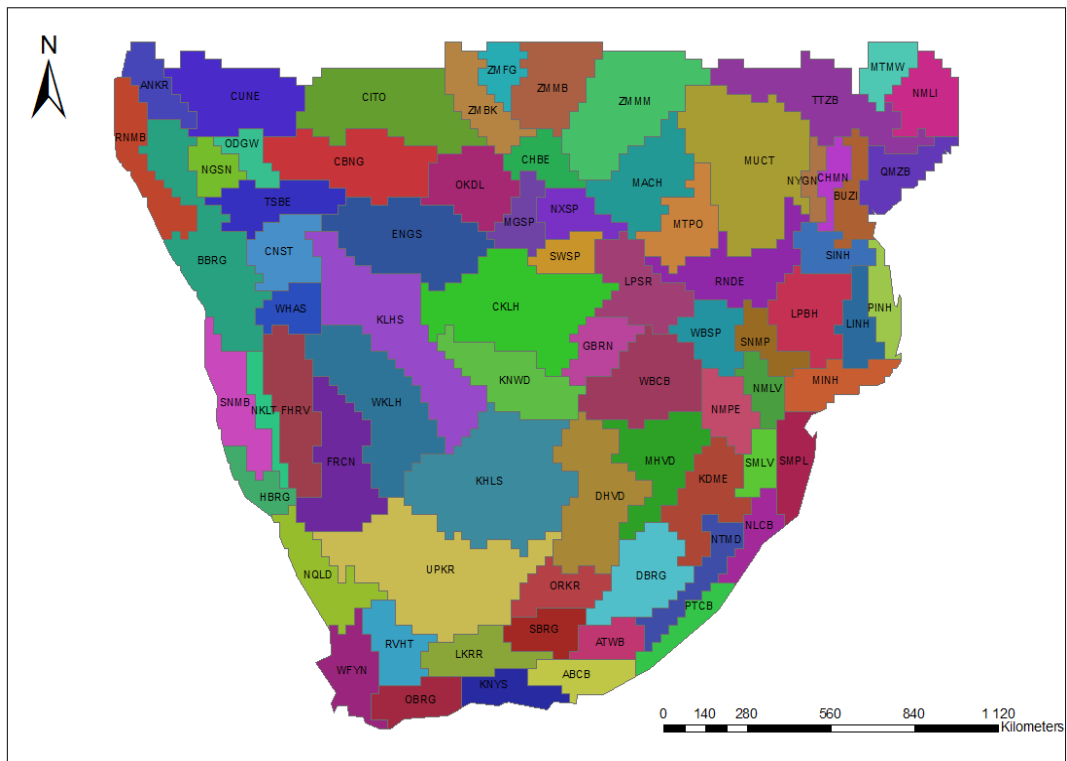 N
ANKR
CUNE
CITO
ZMBK
ZMFG
ZMMB
ZMMM
TTZB
MTMW
NMLI
RNMB
ODGW
NGSN
CBNG
OKDL
CHBE
MACH
MUCT
NYGN
CHMN
BUZI
QMZB
TSBE
MGSP
NXSP
MTPO
ENGS
CNST
BBRG
SWSP
LPSR
RNDE
SINH
WHAS
KLHS
CKLH
GBRN
WBSP
SNMP
LPBH
LINH
PINH
SNMB
NKLT
FHRV
WKLH
KNWD
WBCB
NMPE
NMLV
MINH
FRCN
HBRG
KHLS
DHVD
MHVD
KDME
SMLV
SMPL
NLCB
NTMD
NQLD
UPKR
ORKR
DBRG
PTCB
RVHT
LKRR
SBRG
ATWB
WFYN
OBRG
KNYS
ABCB
0 140 280 560 840 1 120
Kilometers